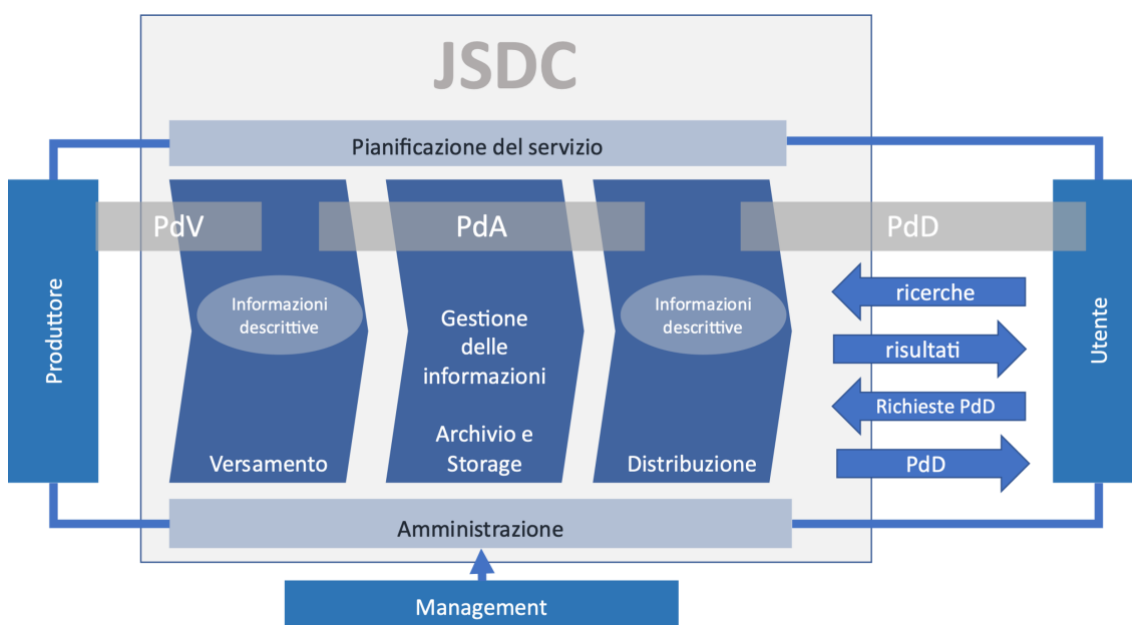 JSDC
Pianificazione del servizio
PdV
PdA
PdD
Produttore
Informazioni
descrittive
Versamento
Gestione
delle
informazioni
Archivio e
Storage
Informazioni
descrittive
Distribuzione
ricerche
risultati
Richieste PdD
PdD
Utente
Amministrazione
Management